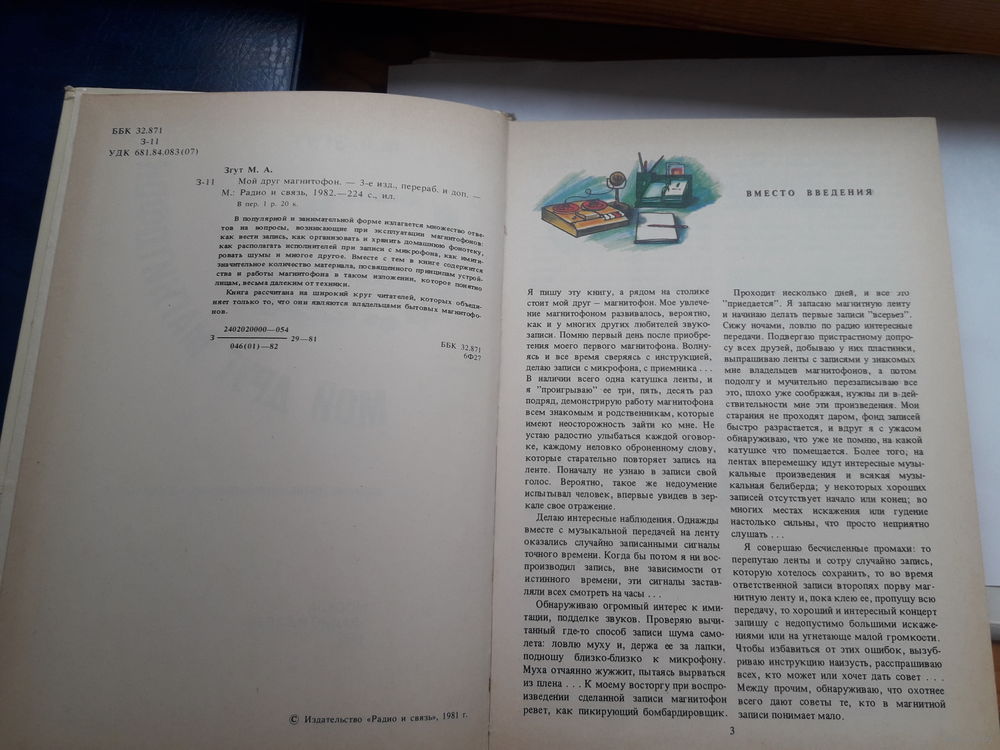 ББК 32.871
З-11
УДК 681.84.083(07)
Згут М. А.
З-11 Мой друг магнитофон. — 3-е изд., перераб. и доп. —
М.: Радио и связь, 1982.—224 с., ил.
В пер. 1 р. 20 к.
В популярной и занимательной форме излагается множество отве-
тов на вопросы, возникающие при эксплуатации магнитофонов:
как вести запись, как организовать и хранить домашнюю фонотеку,
как располагать исполнителей при записи с микрофона, как имити-
ровать шумы и многое другое. Вместе с тем в книге содержится
значительное количество материала, посвященного принципам устрой-
ства и работы магнитофона в таком изложении, которое понятно
лицам, весьма далеким от техники.
Книга рассчитана на широкий круг читателей, которых объеди-
няет только то, что они являются владельцами бытовых магнитофо-
нов.
2402020000—054
З ———— 29—81
046(01)—82
ББК 32.871
6Ф27
© Издательство «Радио и связь», 1981 г.
ВМЕСТО ВВЕДЕНИЯ
Я пишу эту книгу, а рядом на столике
стоит мой друг — магнитофон. Мое увлече-
ние магнитофоном развивалось, вероятно,
как и у многих других любителей звуко-
записи. Помню первый день после приобре-
тения моего первого магнитофона. Волну-
ясь и все время сверяясь с инструкцией,
делаю записи с микрофона, с приемника . . .
В наличии всего одна катушка ленты, и
я "проигрываю" ее три, пять, десять раз
подряд, демонстрирую работу магнитофона
всем знакомым и родственникам, которые
имеют неосторожность зайти ко мне. Не
устаю радостно улыбаться каждой оговор-
ке, каждому неловко оброненному слову,
которые старательно повторяет запись на
ленте. Поначалу не узнаю в записи свой
голос. Вероятно, такое же недоумение
испытывал человек, впервые увидев в зер-
кале свое отражение.
Делаю интересные наблюдения. Однажды
вместе с музыкальной передачей на ленту
оказались случайно записанными сигналы
точного времени. Когда бы потом я ни вос-
производил запись, вне зависимости от
истинного времени, эти сигналы застав-
ляли всех смотреть на часы . . .
Обнаруживаю огромный интерес к ими-
тации, подделке звуков. Проверяю вычи-
танный где-то способ записи шума само-
лета: ловлю муху и, держа ее за лапки,
подношу близко-близко к микрофону.
Муха отчаянно жужжит, пытаясь вырваться
из плена . . . К моему восторгу при воспро-
изведении сделанной записи магнитофон
ревет, как пикирующий бомбардировщик.
Проходит несколько дней, и все это
"приедается". Я запасаю магнитную ленту
и начинаю делать первые записи "всерьез".
Сижу ночами, ловлю по радио интересные
передачи. Подвергаю пристрастному допро-
су всех друзей, добываю у них пластинки,
выпрашиваю ленты с записями у знакомых
мне владельцев магнитофонов, а потом
подолгу и мучительно перезаписываю все
это, плохо уже соображая, нужны ли в дей-
ствительности мне эти произведения. Мои
старания не проходят даром, фонд записей
быстро разрастается, и вдруг я с ужасом
обнаруживаю, что уже не помню, на какой
катушке что помещается. Более того, на
лентах вперемешку идут интересные музы-
кальные произведения и всякая музы-
кальная белиберда; у некоторых хороших
записей отсутствует начало или конец; во
многих местах искажения или гудение
настолько сильны, что просто неприятно
слушать . . .
Я совершаю бесчисленные промахи: то
перепутаю ленты и сотру случайно запись,
которую хотелось сохранить, то во время
ответственной записи второпях порву маг-
нитную ленту и, пока клею ее, пропущу всю
передачу, то хороший и интересный концерт
запишу с недопустимо большими искаже-
ниями или на угнетающе малой громкости.
Чтобы избавиться от этих ошибок, вызуб-
риваю инструкцию наизусть, расспрашиваю
всех, кто может или хочет дать совет . . .
Между прочим, обнаруживаю, что охотнее
всего дают советы те, кто в магнитной
записи понимает мало.
3